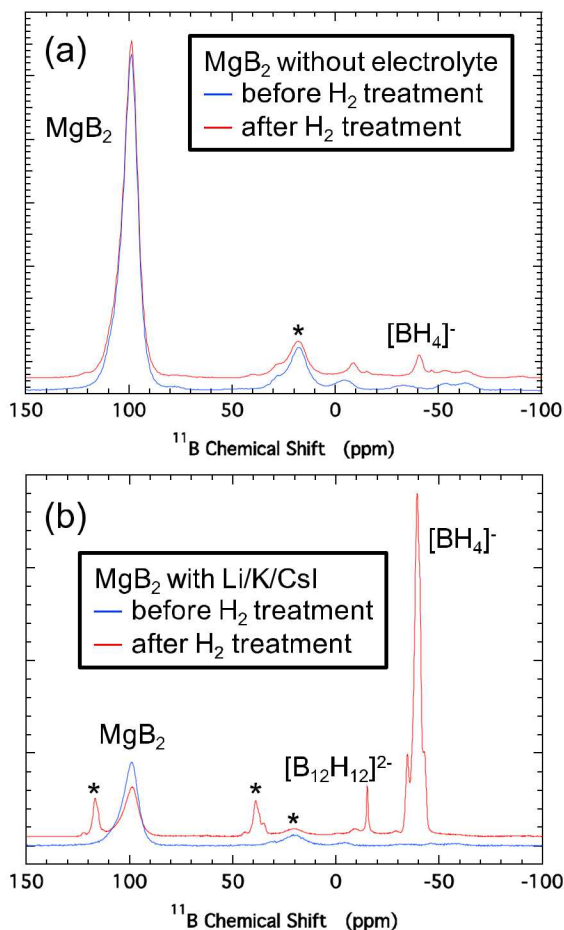 (a)
MgB₂ without electrolyte
before H₂ treatment
after H₂ treatment
MgB₂
*
[BH₄]⁻
150 100 50 0 -50 -100
¹¹B Chemical Shift (ppm)
(b)
[BH₄]⁻
MgB₂ with Li/K/CsI
before H₂ treatment
after H₂ treatment
MgB₂
[B₁₂H₁₂]²⁻
* * *
150 100 50 0 -50 -100
¹¹B Chemical Shift (ppm)